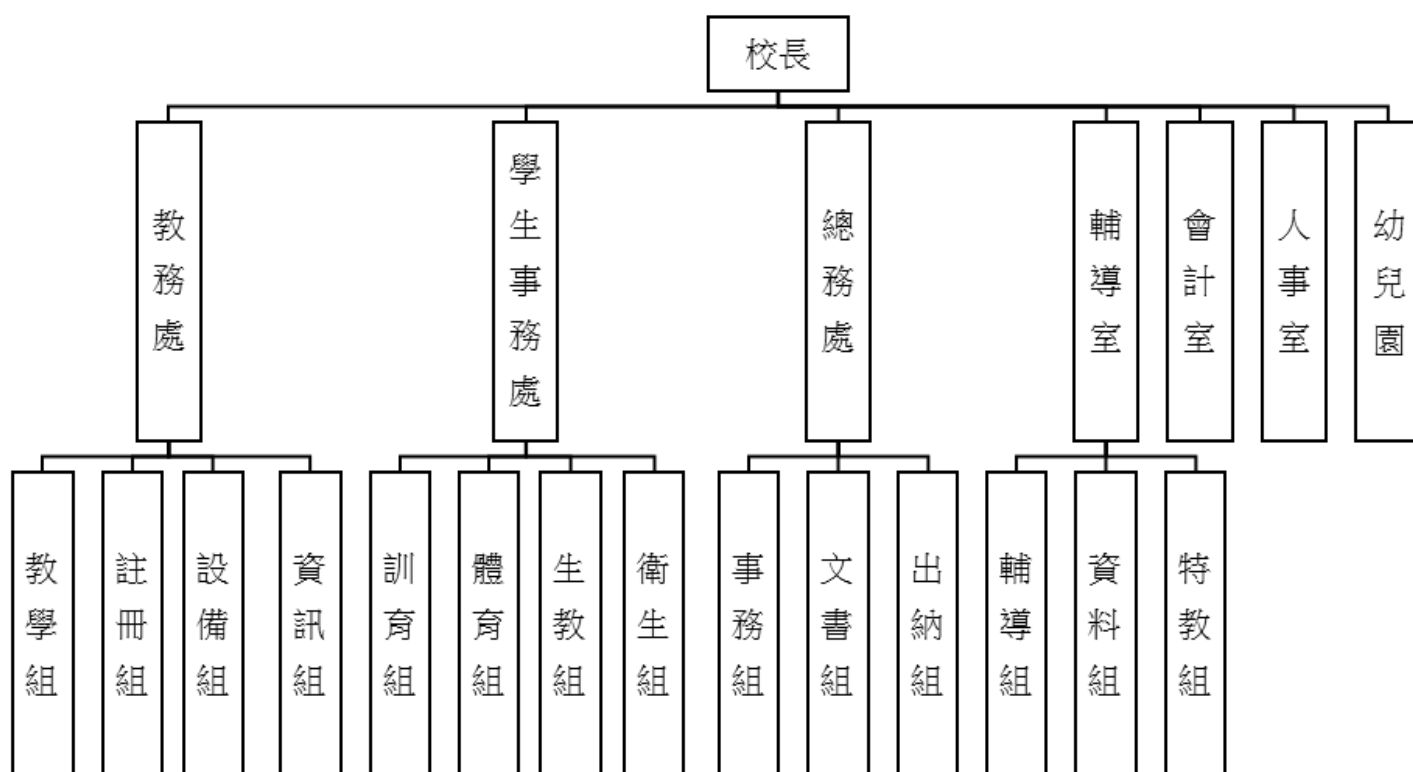 校長
教務處
學生事務處
總務處
輔導室
會計室
人事室
幼兒園
教學組
註冊組
設備組
資訊組
訓育組
體育組
生教組
衛生組
事務組
文書組
出納組
輔導組
資料組
特教組